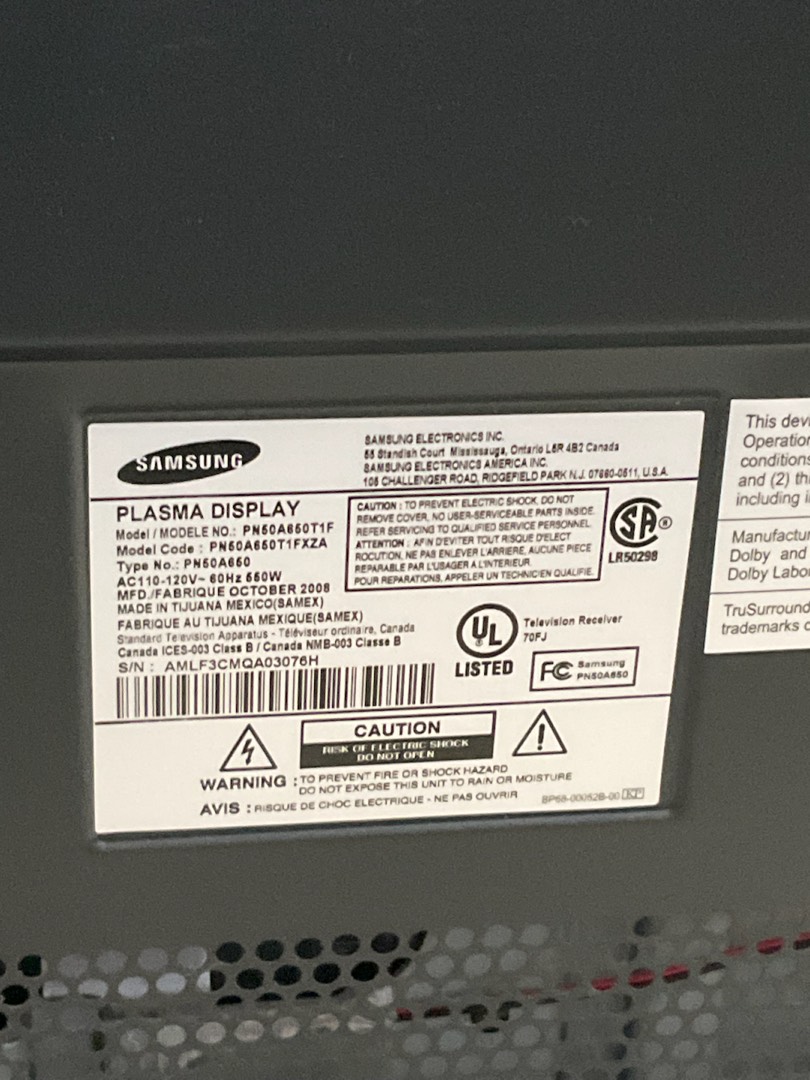 SAMSUNG
SAMSUNG ELECTRONICS INC.
55 Standish Court Mississauga, Ontario L5R 4B2 Canada
SAMSUNG ELECTRONICS AMERICA INC.
105 CHALLENGER ROAD, RIDGEFIELD PARK N.J. 07660-0511, U.S.A.
PLASMA DISPLAY
Model / MODELE NO.: PN50A650T1F
Model Code : PN50A650T1FXZA
Type No.: PN50A650
AC110-120V~ 60Hz 550W
MFD./FABRIQUE OCTOBER 2008
MADE IN TIJUANA MEXICO(SAMEX)
FABRIQUE AU TIJUANA MEXIQUE(SAMEX)
Standard Television Apparatus - Téléviseur ordinaire, Canada
Canada ICES-003 Class B / Canada NMB-003 Classe B
S/N : AMLF3CMQA03076H
CAUTION : TO PREVENT ELECTRIC SHOCK, DO NOT
REMOVE COVER, NO USER-SERVICEABLE PARTS INSIDE.
REFER SERVICING TO QUALIFIED SERVICE PERSONNEL.
ATTENTION : AFIN D'EVITER TOUT RISQUE D'ELECT
ROCUTION, NE PAS ENLEVER L'ARRIERE, AUCUNE PIECE
REPARABLE PAR L'USAGER A L'INTERIEUR.
POUR REPARATIONS, APPELER UN TECHNICIEN QUALIFIE.
SA ®
LR50298
UL
LISTED
Television Receiver
70FJ
FC
Samsung
PN50A650
CAUTION
RISK OF ELECTRIC SHOCK
DO NOT OPEN
WARNING : TO PREVENT FIRE OR SHOCK HAZARD
DO NOT EXPOSE THIS UNIT TO RAIN OR MOISTURE
AVIS : RISQUE DE CHOC ELECTRIQUE - NE PAS OUVRIR
BP68-00052B-00
This devi
Operation
conditions
and (2) th
including i
Manufactur
Dolby and
Dolby Labo
TruSurround
trademarks o